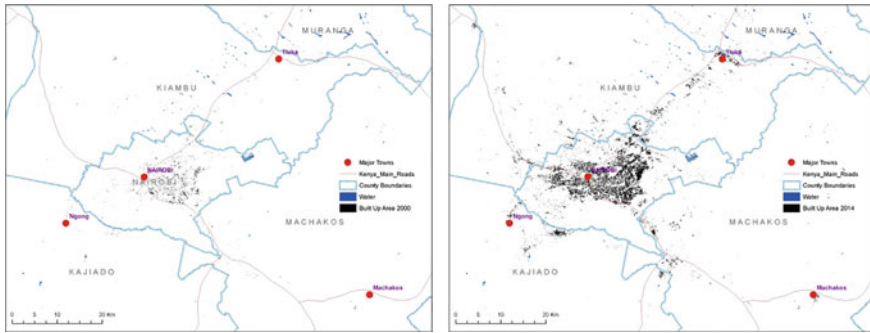 MURANGA
Thika
KIAMBU
NAIROBI
NAIROBI
Ngong
MACHAKOS
KAJIADO
Machakos
Major Towns
Kenya_Main_Roads
County Boundaries
Water
Built Up Area 2000
0 5 10 20 Km
MURANGA
Thika
KIAMBU
NAIROBI
Ngong
MACHAKOS
KAJIADO
Machakos
Major Towns
Kenya_Main_Roads
County Boundaries
Water
Built Up Area 2014
0 5 10 20 Km